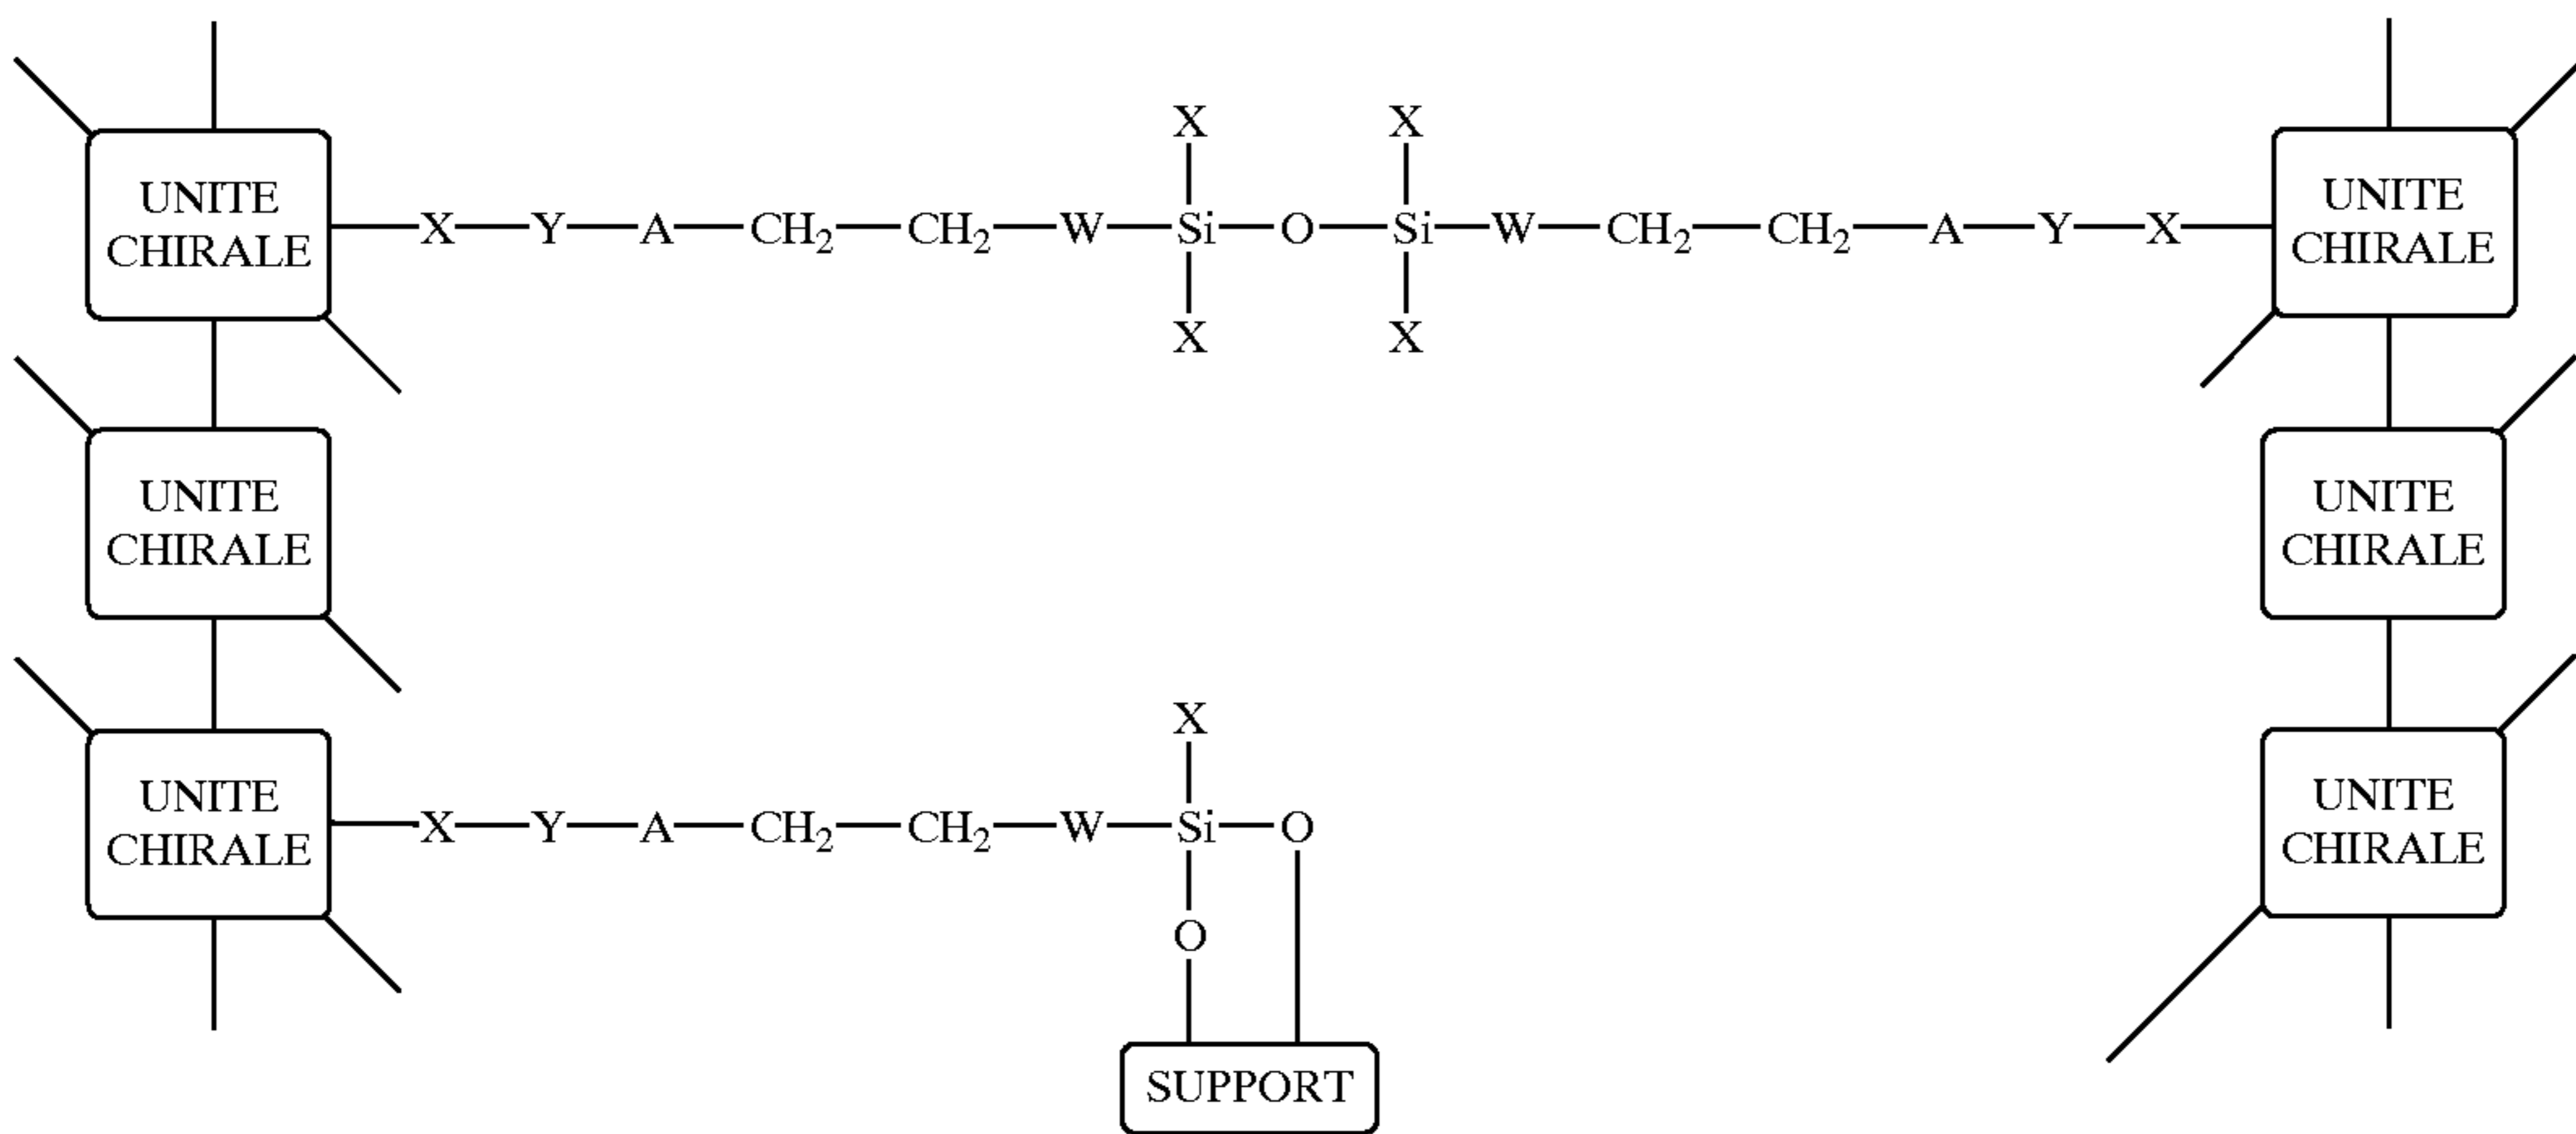 X X
UNITE
CHIRALE
X—Y—A—CH₂—CH₂—W—Si—O—Si—W—CH₂—CH₂—A—Y—X
UNITE
CHIRALE
X X
UNITE
CHIRALE
UNITE
CHIRALE
X
UNITE
CHIRALE
X—Y—A—CH₂—CH₂—W—Si—O
UNITE
CHIRALE
O
SUPPORT